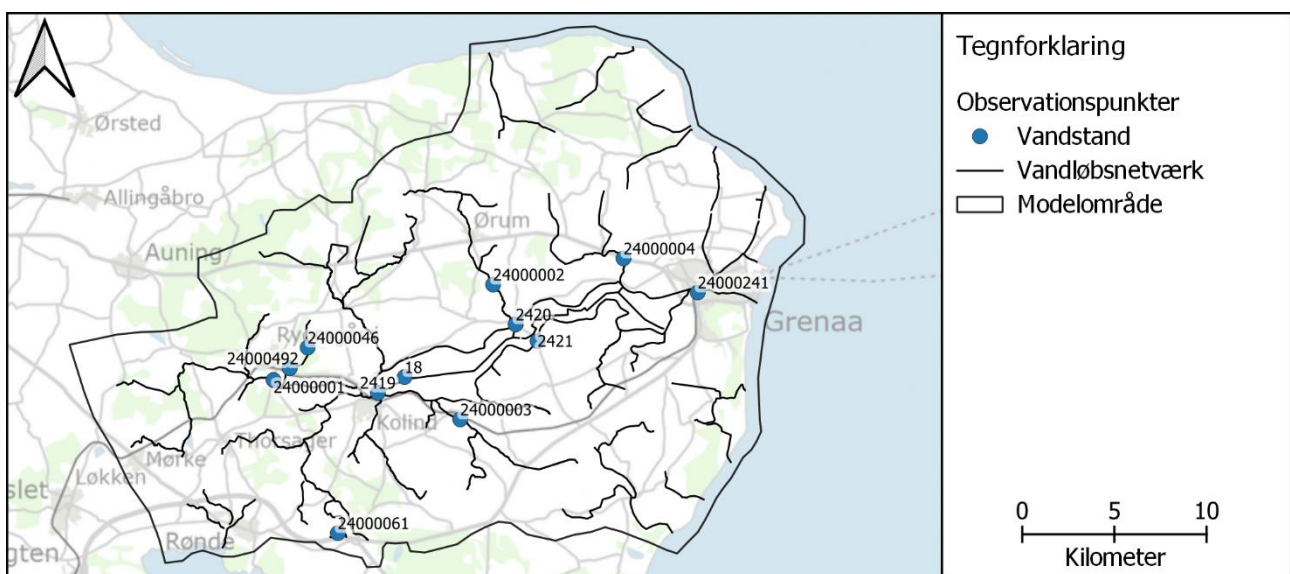 Ørsted
Allingåbro
Auning
Ørum
24000004
24000002
24000241
Grenaa
2420
2421
24000046
24000492
24000001
18
2419
24000003
Kolind
Thorsager
Mørke
Løkken
slet
24000061
Rønde
gten
Tegnforklaring
Observationspunkter
Vandstand
Vandløbsnetværk
Modelområde
0 5 10
Kilometer